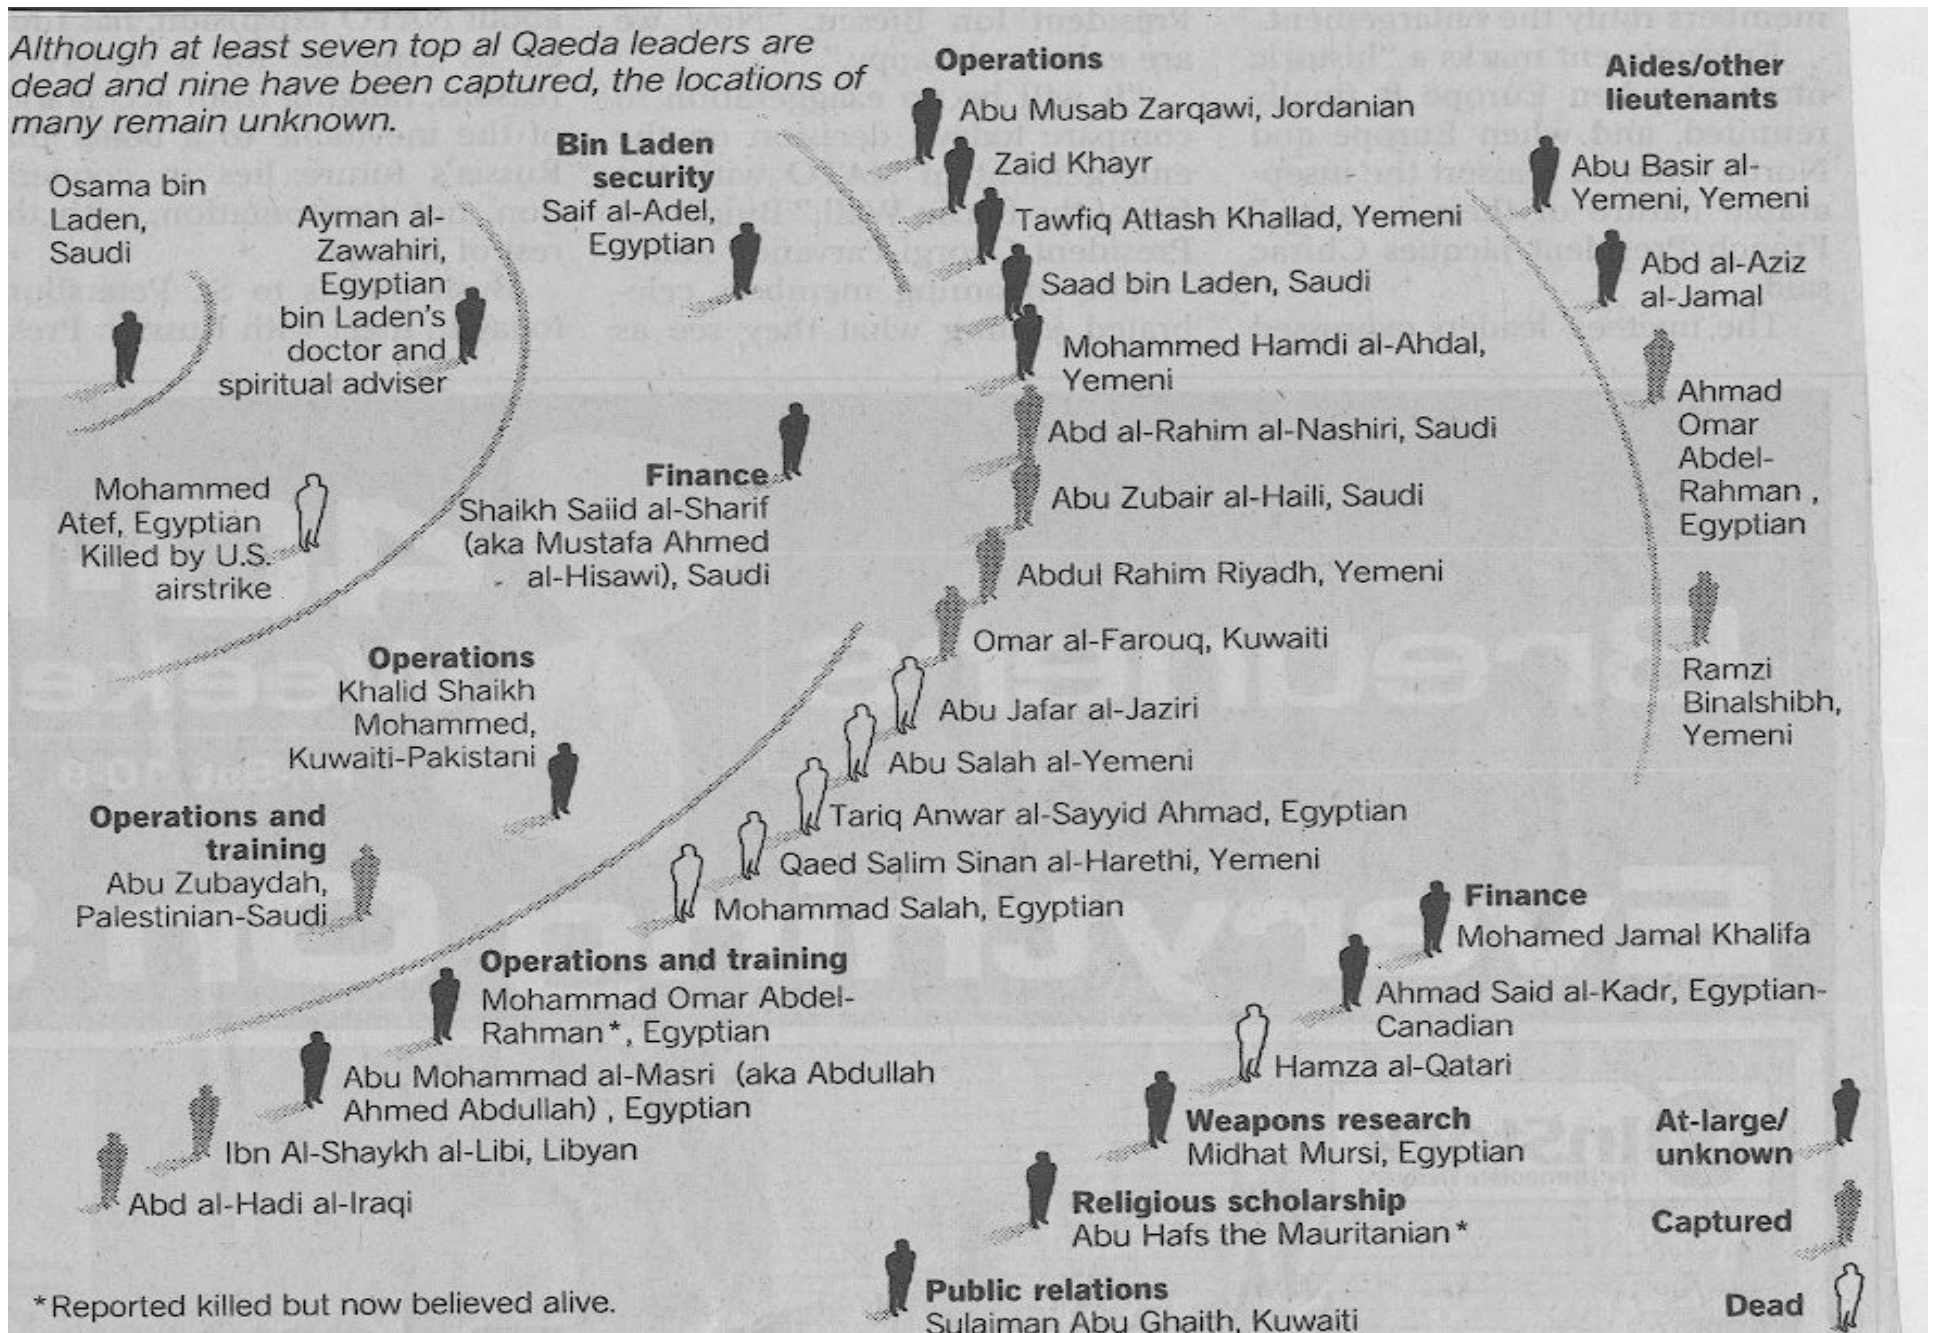 Although at least seven top al Qaeda leaders are
dead and nine have been captured, the locations of
many remain unknown.
Osama bin
Laden,
Saudi
Ayman al-
Zawahiri,
Egyptian
bin Laden's
doctor and
spiritual adviser
Mohammed
Atef, Egyptian
Killed by U.S.
airstrike
Bin Laden
security
Saif al-Adel,
Egyptian
Finance
Shaikh Saiid al-Sharif
(aka Mustafa Ahmed
al-Hisawi), Saudi
Operations
Khalid Shaikh
Mohammed,
Kuwaiti-Pakistani
Operations and
training
Abu Zubaydah,
Palestinian-Saudi
Operations
Abu Musab Zarqawi, Jordanian
Zaid Khayr
Tawfiq Attash Khallad, Yemeni
Saad bin Laden, Saudi
Mohammed Hamdi al-Ahdal,
Yemeni
Abd al-Rahim al-Nashiri, Saudi
Abu Zubair al-Haili, Saudi
Abdul Rahim Riyadh, Yemeni
Omar al-Farouq, Kuwaiti
Abu Jafar al-Jaziri
Abu Salah al-Yemeni
Tariq Anwar al-Sayyid Ahmad, Egyptian
Qaed Salim Sinan al-Harethi, Yemeni
Mohammad Salah, Egyptian
Operations and training
Mohammad Omar Abdel-
Rahman*, Egyptian
Abu Mohammad al-Masri (aka Abdullah
Ahmed Abdullah) , Egyptian
Ibn Al-Shaykh al-Libi, Libyan
Abd al-Hadi al-Iraqi
Aides/other
lieutenants
Abu Basir al-
Yemeni, Yemeni
Abd al-Aziz
al-Jamal
Ahmad
Omar
Abdel-
Rahman ,
Egyptian
Ramzi
Binalshibh,
Yemeni
Finance
Mohamed Jamal Khalifa
Ahmad Said al-Kadr, Egyptian-
Canadian
Hamza al-Qatari
Weapons research
Midhat Mursi, Egyptian
Religious scholarship
Abu Hafs the Mauritanian*
Public relations
Sulaiman Abu Ghaith, Kuwaiti
At-large/
unknown
Captured
Dead
*Reported killed but now believed alive.